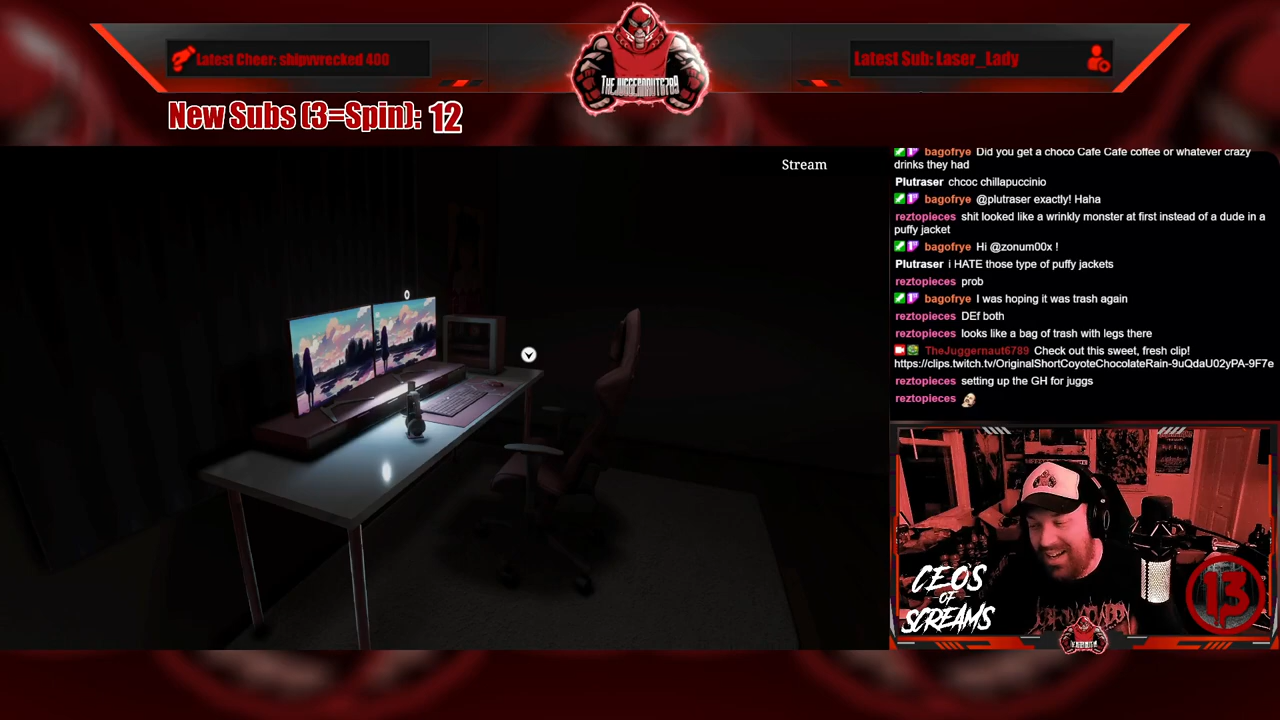 Latest Cheer: shipvvrecked 400
THEJUGGERNAUT6789
Latest Sub: Laser_Lady
New Subs (3=Spin): 12
Stream
bagofrye Did you get a choco Cafe Cafe coffee or whatever crazy
drinks they had
Plutraser chcoc chillapuccinio
bagofrye @plutraser exactly! Haha
reztopieces shit looked like a wrinkly monster at first instead of a dude in a
puffy jacket
bagofrye Hi @zonum00x !
Plutraser i HATE those type of puffy jackets
reztopieces prob
bagofrye I was hoping it was trash again
reztopieces DEf both
reztopieces looks like a bag of trash with legs there
TheJuggernaut6789 Check out this sweet, fresh clip!
https://clips.twitch.tv/OriginalShortCoyoteChocolateRain-9uQdaU02yPA-9F7e
reztopieces setting up the GH for juggs
reztopieces
CEOS
OF
SCREAMS
13